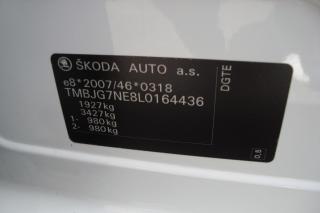 ŠKODA AUTO a.s.
e8*2007/46*0318
TMBJG7NE8L0164436
1927kg
3427kg
1- 980kg
2- 980kg
DGTE
0,8